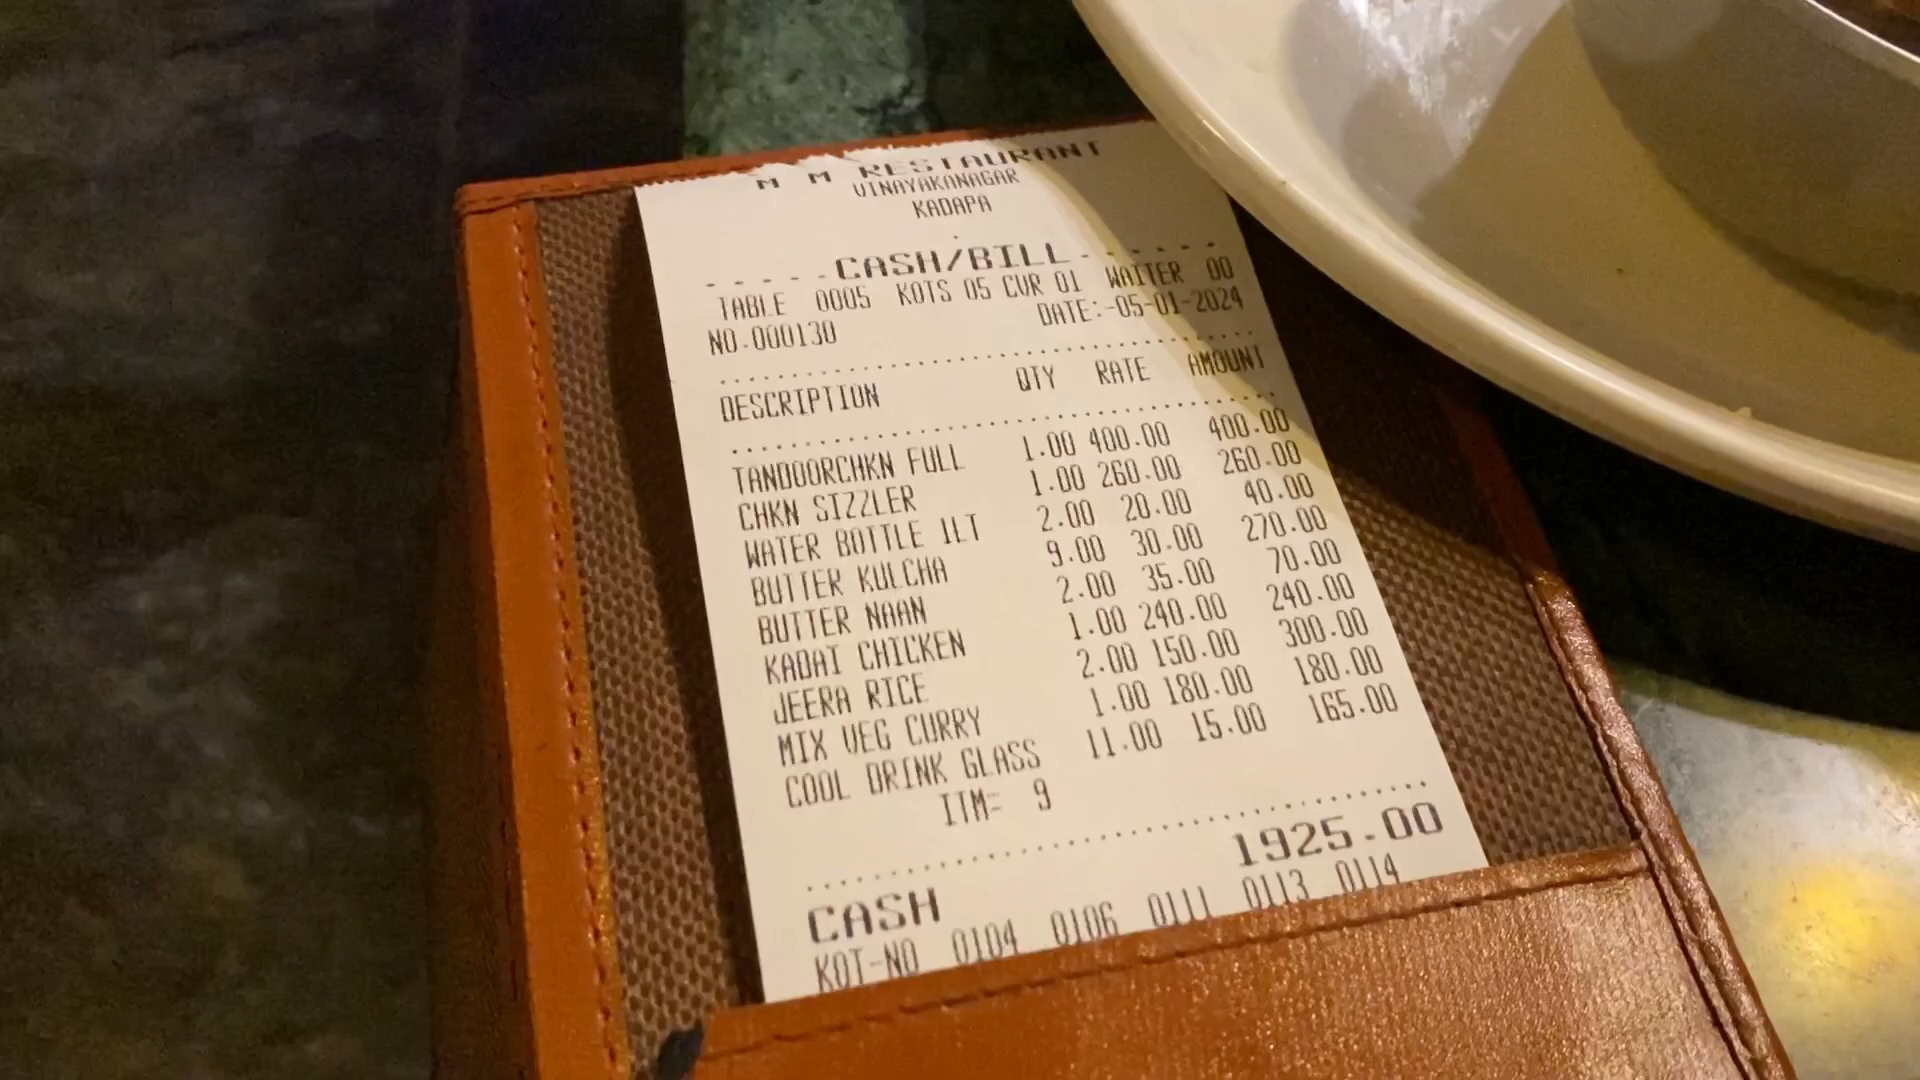 M M RESTAURANT
VINAYAKANAGAR
KADAPA
CASH/BILL
TABLE 0005 KOTS 05 CVR 01 WAITER 00
NO.000130 DATE:-05-01-2024
DESCRIPTION QTY RATE AMOUNT
TANDOORCHKN FULL 1.00 400.00 400.00
CHKN SIZZLER 1.00 260.00 260.00
WATER BOTTLE 1LT 2.00 20.00 40.00
BUTTER KULCHA 9.00 30.00 270.00
BUTTER NAAN 2.00 35.00 70.00
KADAI CHICKEN 1.00 240.00 240.00
JEERA RICE 2.00 150.00 300.00
MIX VEG CURRY 1.00 180.00 180.00
COOL DRINK GLASS 11.00 15.00 165.00
ITM= 9
CASH 1925.00
KOT-NO 0104 0106 0111 0113 0114